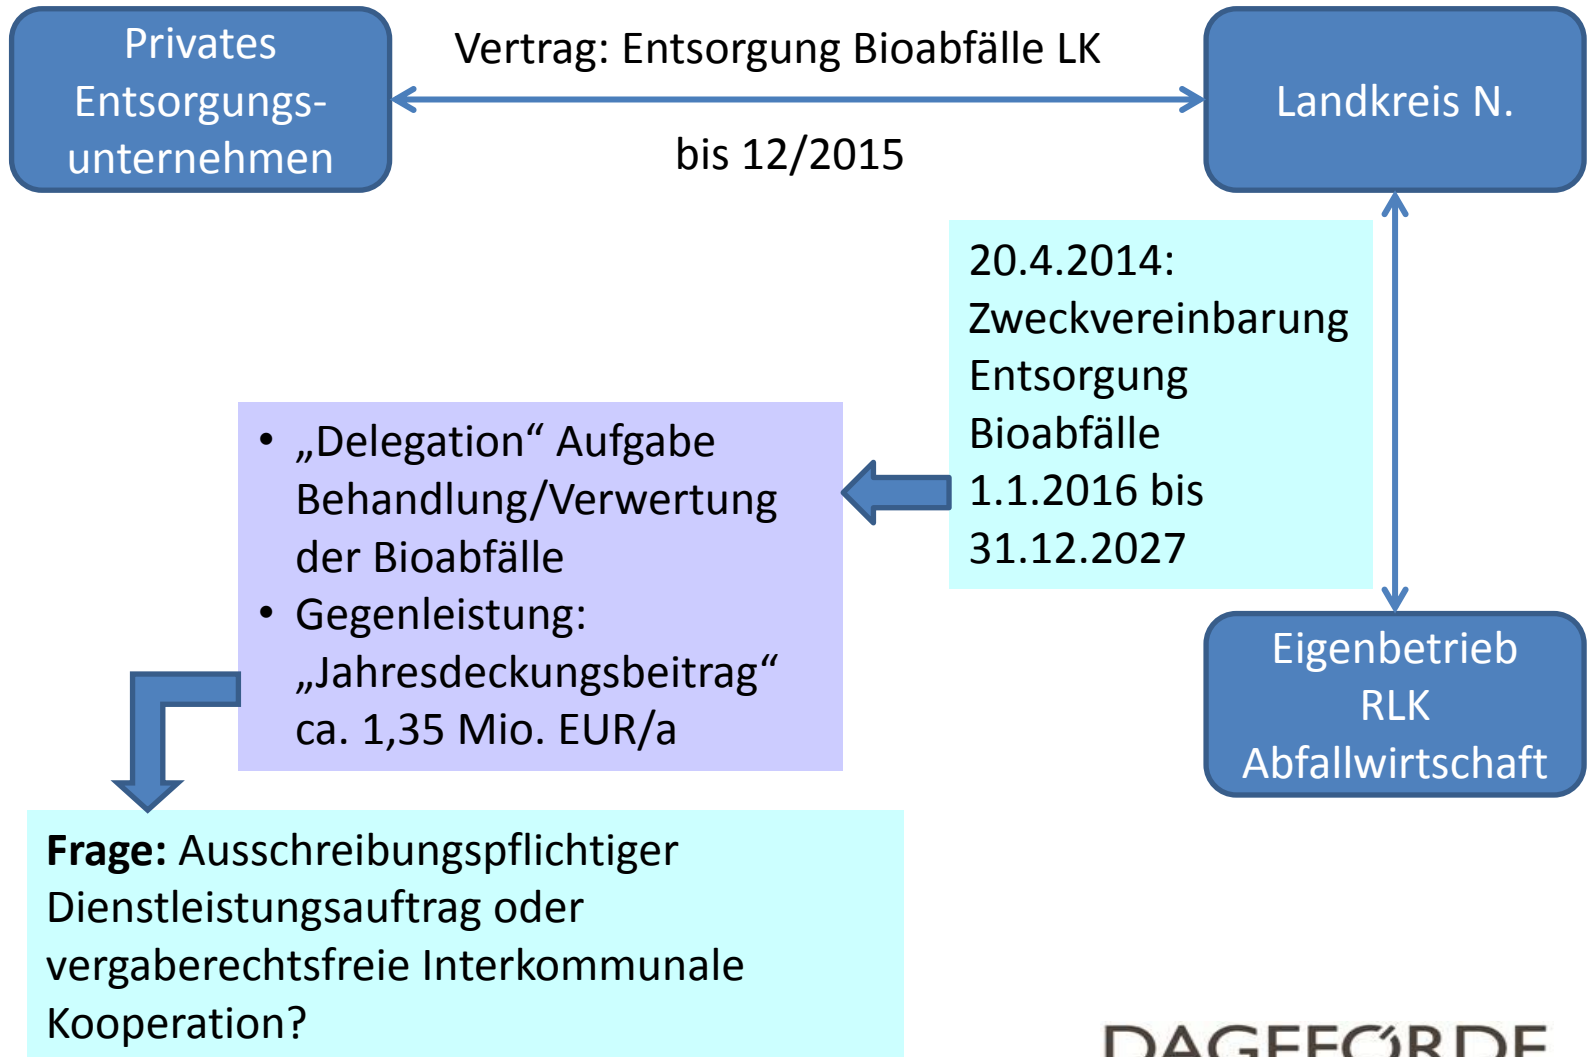 Privates
Entsorgungs-
unternehmen
Vertrag: Entsorgung Bioabfälle LK
bis 12/2015
Landkreis N.
20.4.2014:
Zweckvereinbarung
Entsorgung
Bioabfälle
1.1.2016 bis
31.12.2027
• „Delegation“ Aufgabe
Behandlung/Verwertung
der Bioabfälle
• Gegenleistung:
„Jahresdeckungsbeitrag“
ca. 1,35 Mio. EUR/a
Eigenbetrieb
RLK
Abfallwirtschaft
Frage: Ausschreibungspflichtiger
Dienstleistungsauftrag oder
vergaberechtsfreie Interkommunale
Kooperation?